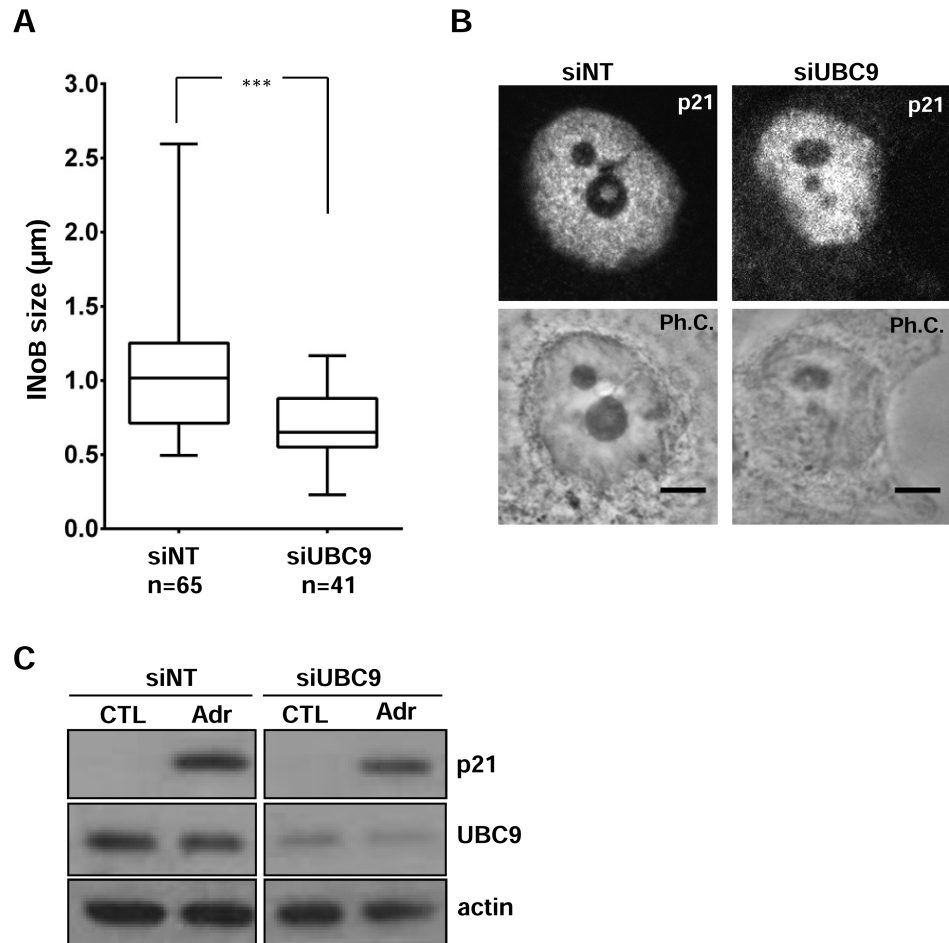 A
INoB size (µm)
3.0
2.5
2.0
1.5
1.0
0.5
0.0
***
siNT
n=65
siUBC9
n=41
B
siNT
siUBC9
p21
p21
Ph.C.
Ph.C.
C
siNT
siUBC9
CTL
Adr
CTL
Adr
p21
UBC9
actin